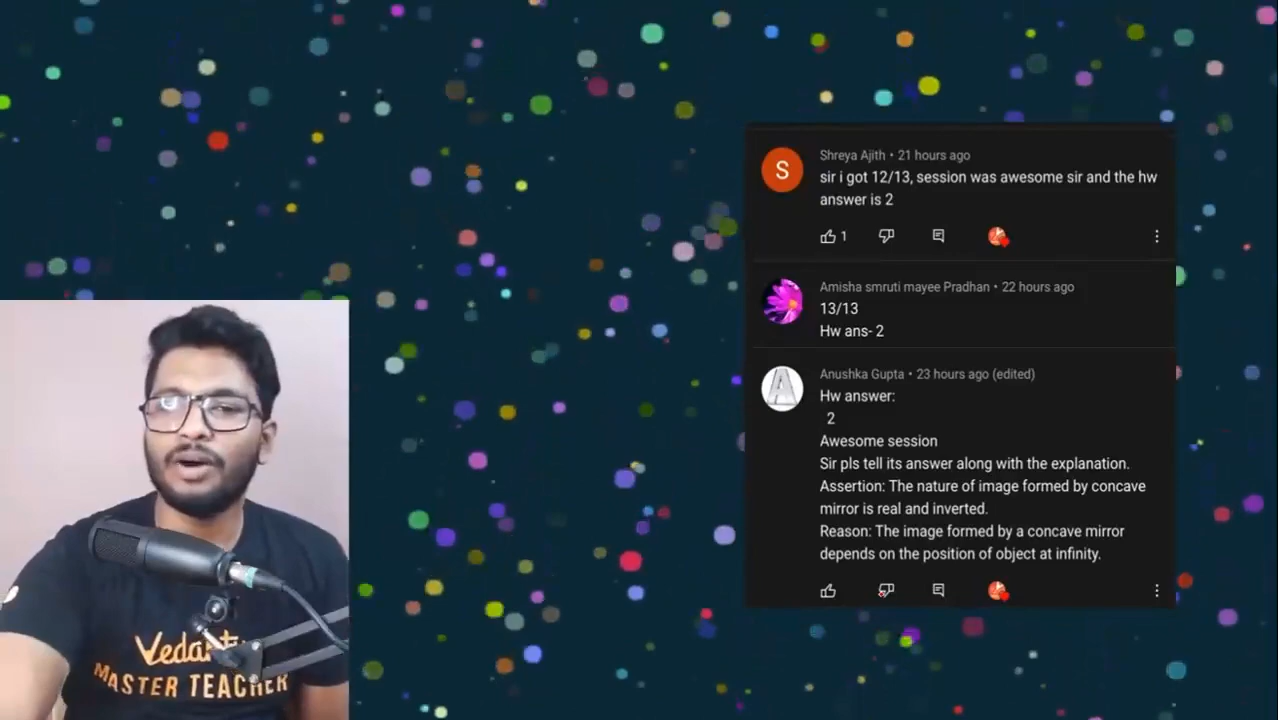 Shreya Ajith • 21 hours ago
sir i got 12/13, session was awesome sir and the hw
answer is 2
1
S
Amisha smruti mayee Pradhan • 22 hours ago
13/13
Hw ans- 2
Anushka Gupta • 23 hours ago (edited)
A
Hw answer:
2
Awesome session
Sir pls tell its answer along with the explanation.
Assertion: The nature of image formed by concave
mirror is real and inverted.
Reason: The image formed by a concave mirror
depends on the position of object at infinity.
MASTER TEACHER